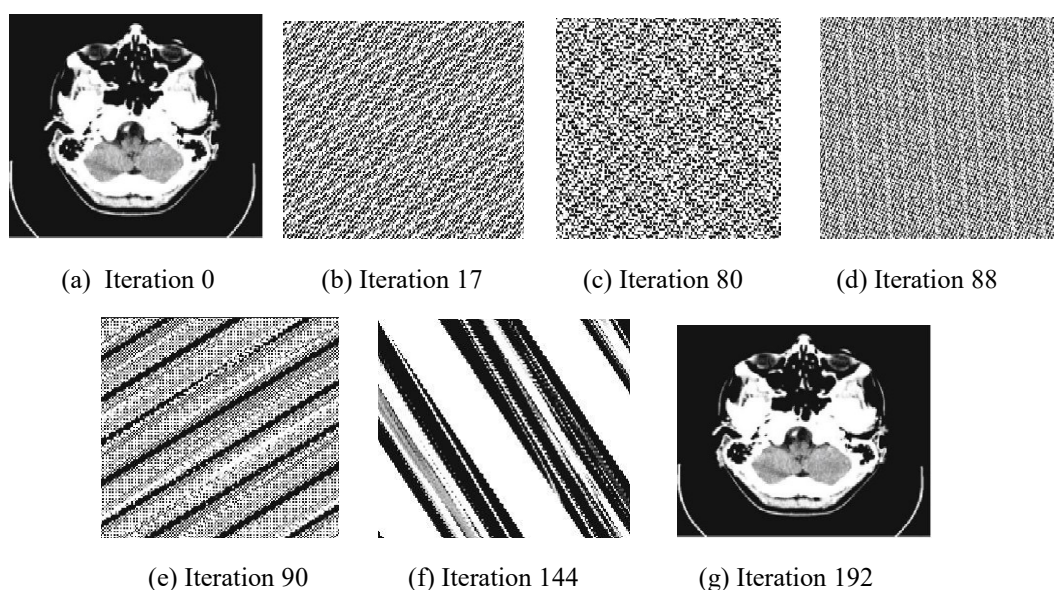 (a) Iteration 0
(b) Iteration 17
(c) Iteration 80
(d) Iteration 88
(e) Iteration 90
(f) Iteration 144
(g) Iteration 192